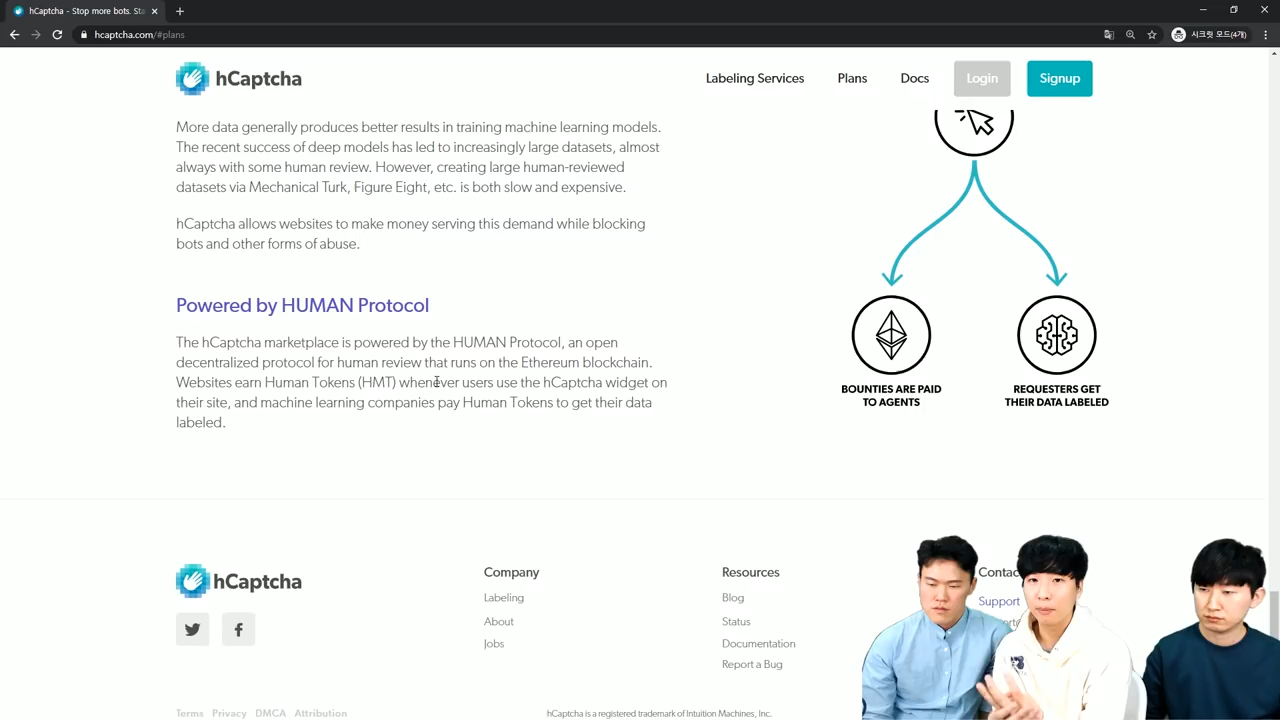 hCaptcha - Stop more bots. Sta
hcaptcha.com/#plans
시크릿 모드(4개)
hCaptcha
Labeling Services
Plans
Docs
Login
Signup
More data generally produces better results in training machine learning models.
The recent success of deep models has led to increasingly large datasets, almost
always with some human review. However, creating large human-reviewed
datasets via Mechanical Turk, Figure Eight, etc. is both slow and expensive.
hCaptcha allows websites to make money serving this demand while blocking
bots and other forms of abuse.
Powered by HUMAN Protocol
The hCaptcha marketplace is powered by the HUMAN Protocol, an open
decentralized protocol for human review that runs on the Ethereum blockchain.
Websites earn Human Tokens (HMT) whenever users use the hCaptcha widget on
their site, and machine learning companies pay Human Tokens to get their data
labeled.
BOUNTIES ARE PAID
TO AGENTS
REQUESTERS GET
THEIR DATA LABELED
hCaptcha
Company
Labeling
About
Jobs
Resources
Blog
Status
Documentation
Report a Bug
Contac
Support
Terms
Privacy
DMCA
Attribution
hCaptcha is a registered trademark of Intuition Machines, Inc.